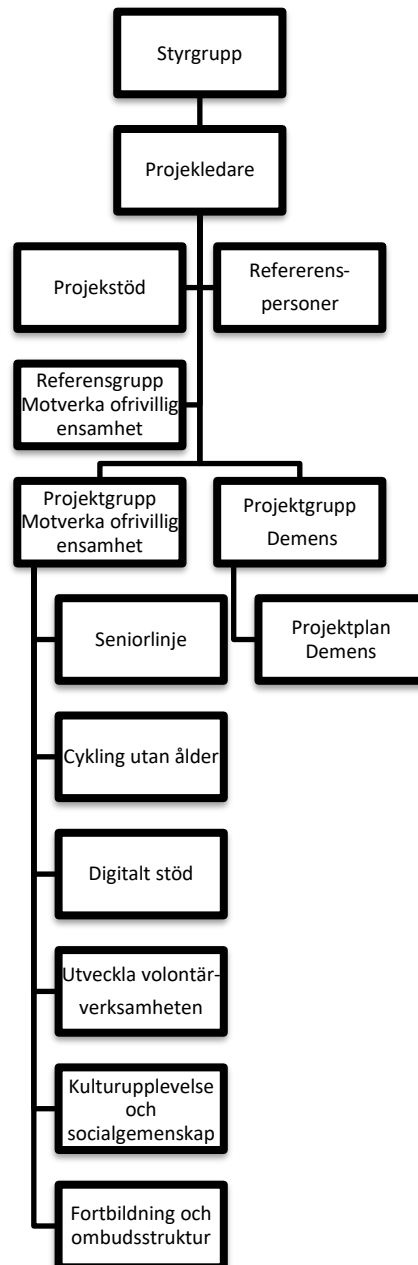 Styrgrupp
Projekledare
Projekstöd
Refererens-
personer
Referensgrupp
Motverka ofrivillig
ensamhet
Projektgrupp
Motverka ofrivillig
ensamhet
Projektgrupp
Demens
Seniorlinje
Projektplan
Demens
Cykling utan ålder
Digitalt stöd
Utveckla volontär-
verksamheten
Kulturupplevelse
och
socialgemenskap
Fortbildning och
ombudsstruktur